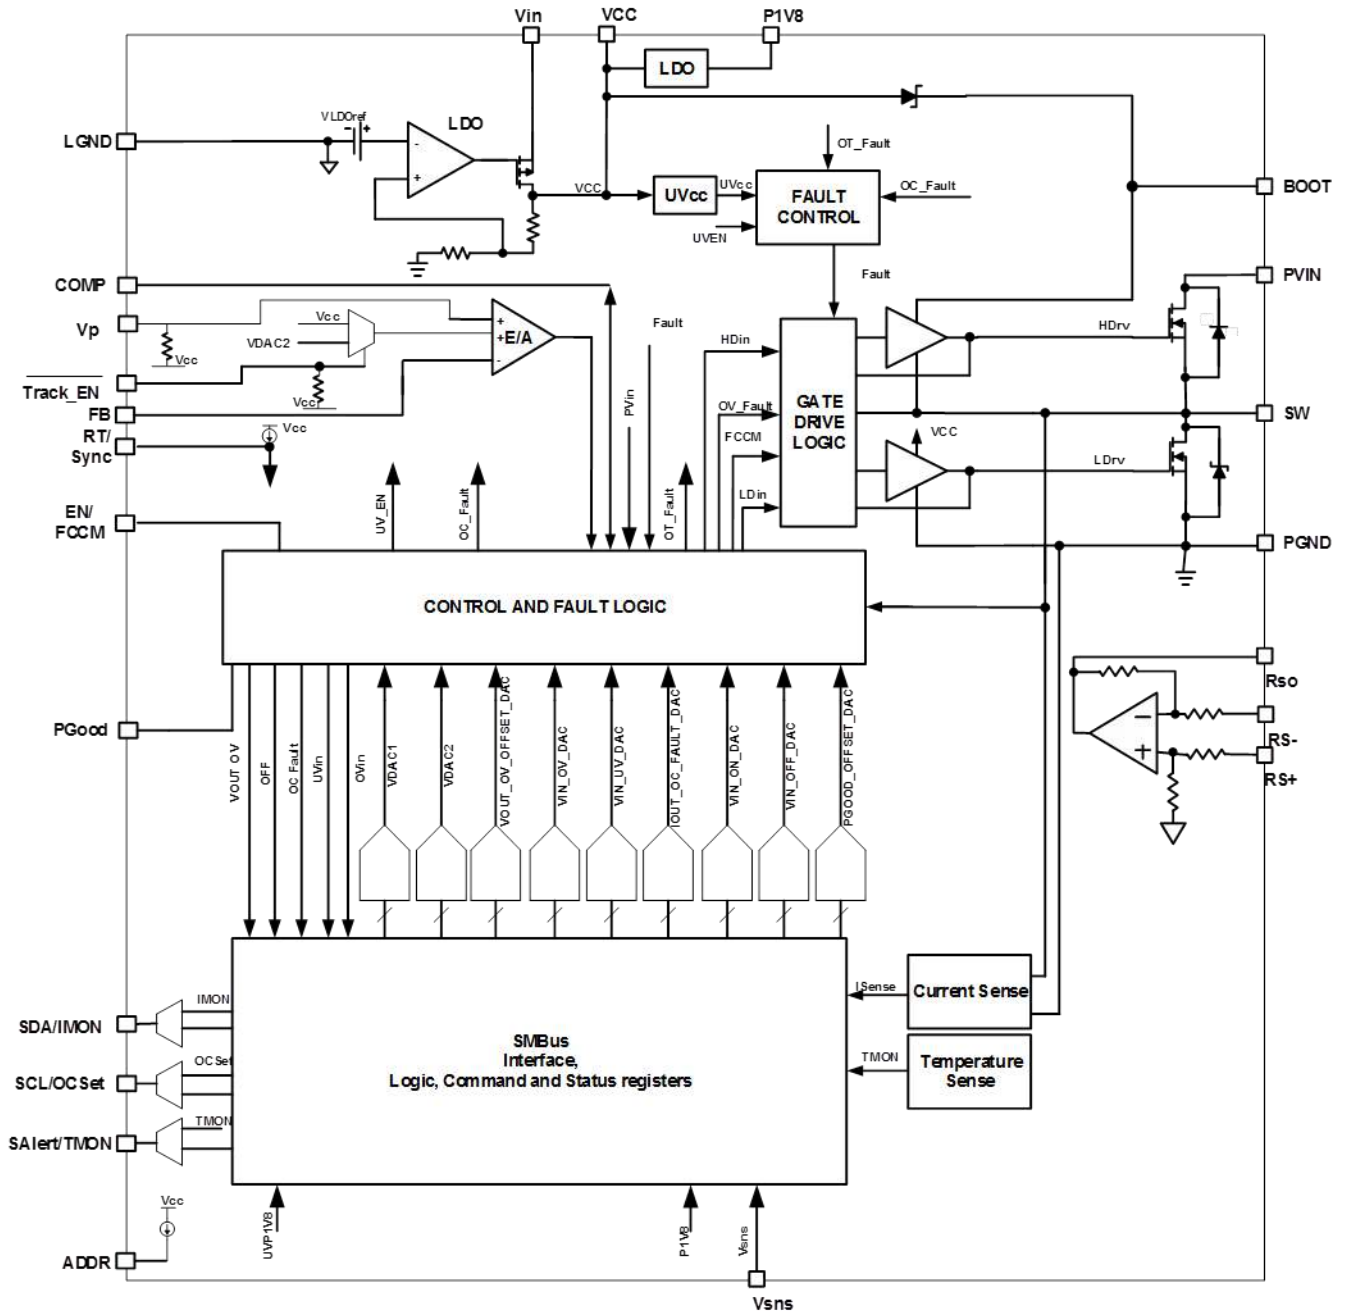 Vin
VCC
P1V8
LDO
VLDOref
LDO
LGND
-
+
-
+
OT_Fault
OC_Fault
FAULT
CONTROL
VCC
UVcc
UVcc
UVEN
BOOT
COMP
Fault
PVIN
Vp
Vcc
VDAC2
+
+E/A
-
Fault
HDin
HDrv
Vcc
Track_EN
Vcc
PVin
OV_Fault
GATE
DRIVE
LOGIC
SW
FB
RT/
Sync
Vcc
FCCM
VCC
LDrv
EN/
FCCM
UV_EN
OC_Fault
OT_Fault
LDin
PGND
CONTROL AND FAULT LOGIC
Rso
RS-
RS+
PGood
VOUT OV
OFF
OC Fault
UVin
OVin
VDAC1
VDAC2
VOUT_OV_OFFSET_DAC
VIN_OV_DAC
VIN_UV_DAC
IOUT_OC_FAULT_DAC
VIN_ON_DAC
VIN_OFF_DAC
PGOOD_OFFSET_DAC
ISense
Current Sense
SDA/IMON
IMON
SMBus
Interface,
Logic, Command and Status registers
TMON
Temperature
Sense
SCL/OCSet
OCSet
SAlert/TMON
TMON
Vcc
ADDR
UVP1V8
P1V8
Vsns
Vsns